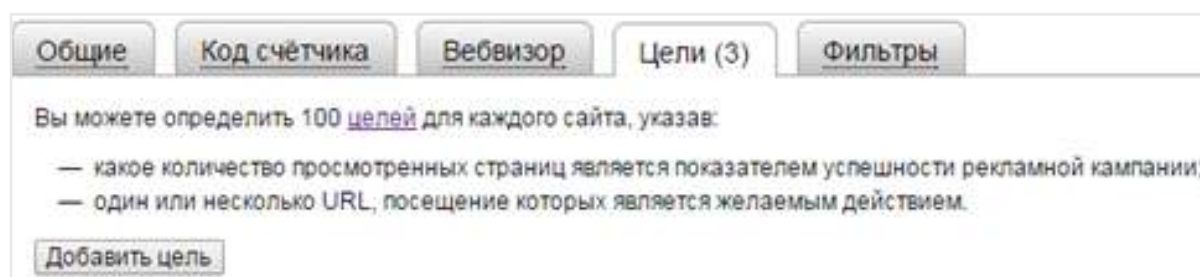 Общие Код счётчика Вебвизор Цели (3) Фильтры
Вы можете определить 100 целей для каждого сайта, указав:
— какое количество просмотренных страниц является показателем успешности рекламной кампании;
— один или несколько URL, посещение которых является желаемым действием.
Добавить цель